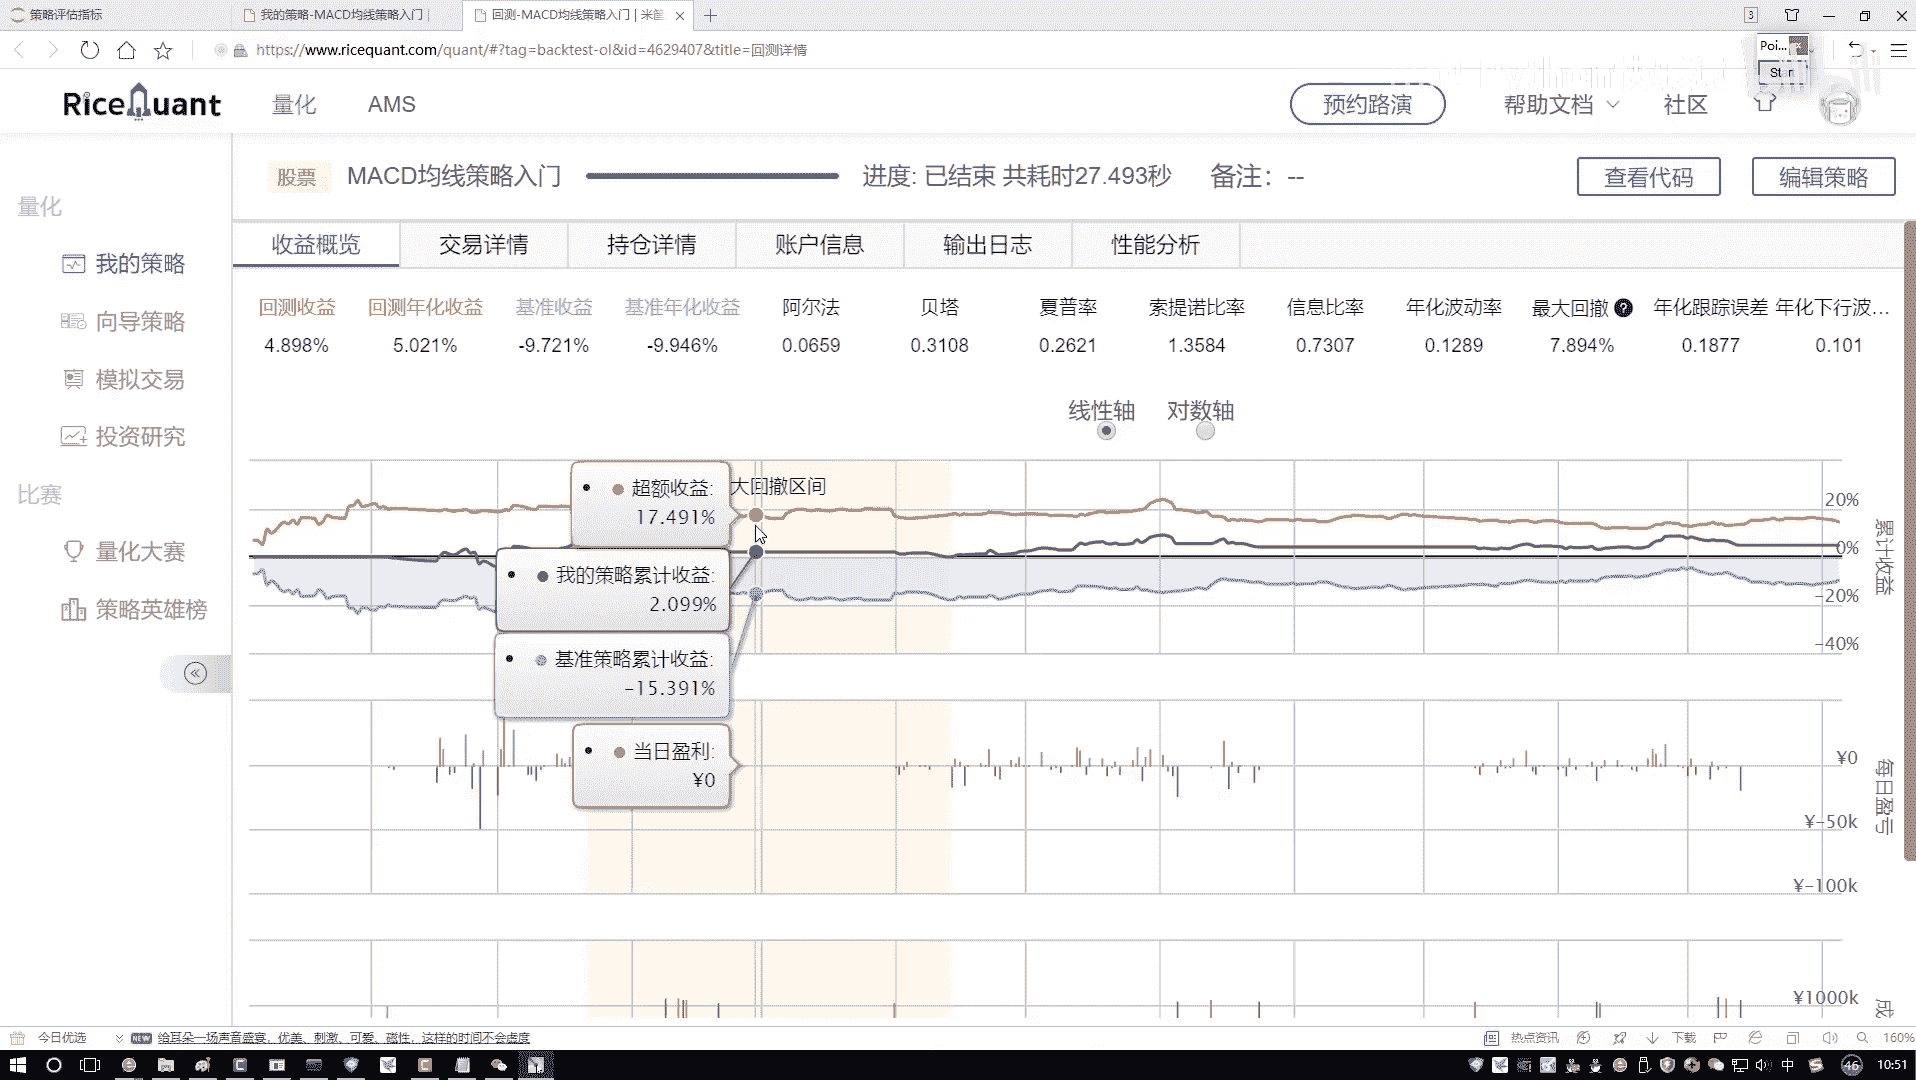 策略评估指标
我的策略-MACD均线策略入门 |
回测-MACD均线策略入门 | 米筐
3
https://www.ricequant.com/quant/#?tag=backtest-ol&id=4629407&title=回测详情
Poi...
Start
RiceQuant
量化
AMS
预约路演
帮助文档
社区
股票
MACD均线策略入门
进度: 已结束 共耗时27.493秒
备注：--
查看代码
编辑策略
量化
我的策略
向导策略
模拟交易
投资研究
比赛
量化大赛
策略英雄榜
收益概览
交易详情
持仓详情
账户信息
输出日志
性能分析
回测收益 回测年化收益 基准收益 基准年化收益 阿尔法 贝塔 夏普率 索提诺比率 信息比率 年化波动率 最大回撤 ? 年化跟踪误差 年化下行波...
4.898% 5.021% -9.721% -9.946% 0.0659 0.3108 0.2621 1.3584 0.7307 0.1289 7.894% 0.1877 0.101
线性轴 对数轴
大回撤区间
超额收益:
17.491%
我的策略累计收益:
2.099%
基准策略累计收益:
-15.391%
当日盈利:
¥0
20%
0%
-20%
-40%
累计收益
¥0
¥-50k
¥-100k
每日盈亏
¥1000k
成
今日优选
NEW
给耳朵一场声音盛宴，优美、刺激、可爱、磁性，这样的时间不会虚度
热点资讯
下载
160%
中
46
10:51